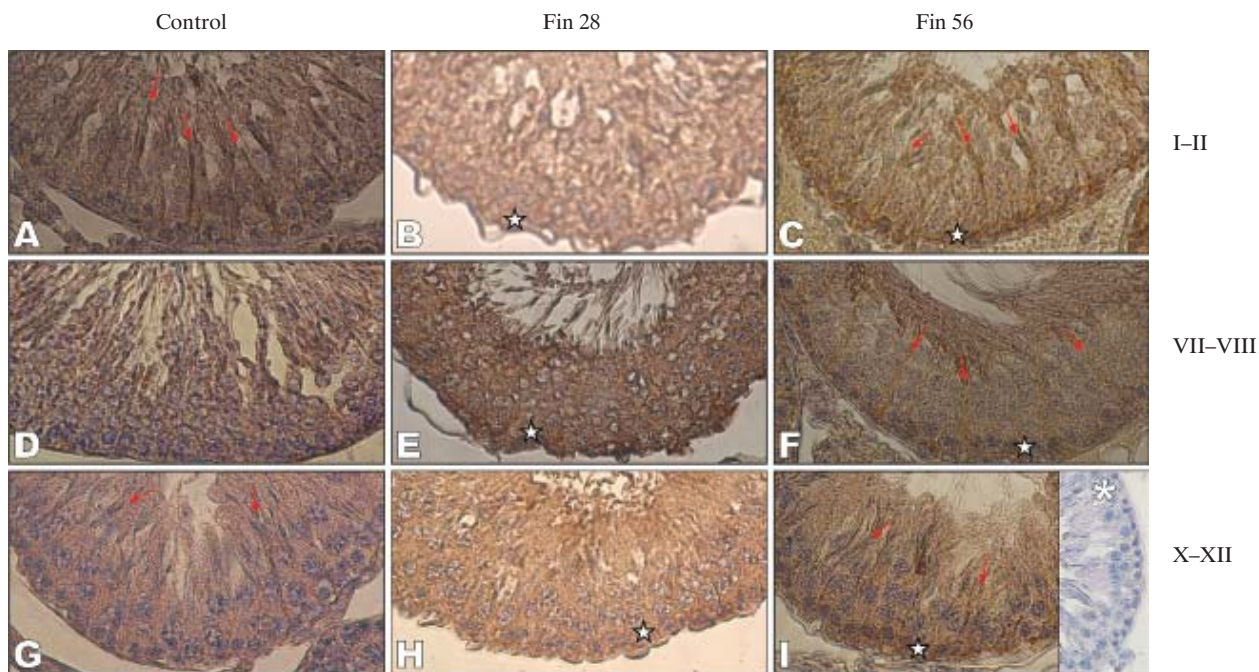 Control Fin 28 Fin 56
A B C I–II
D E F VII–VIII
G H I * X–XII